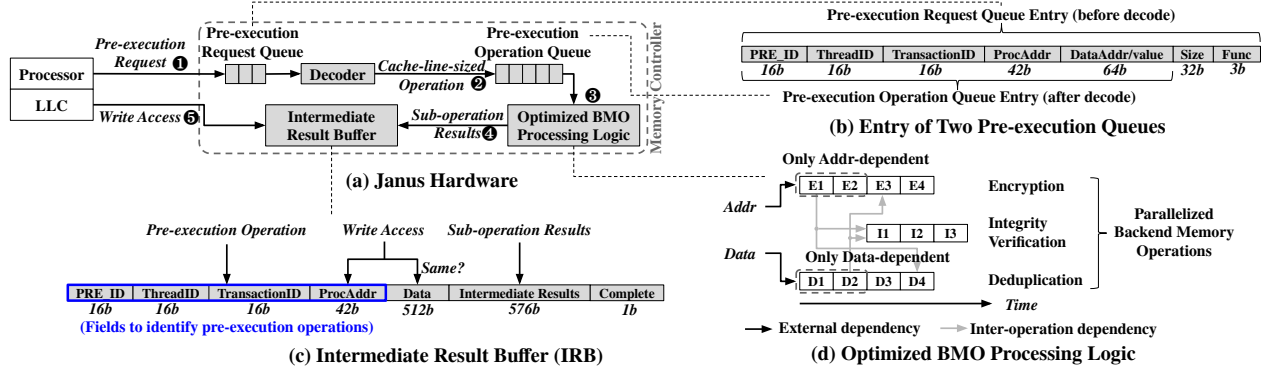 Pre-execution
Request ❶
Processor
LLC
Write Access ❺
Pre-execution
Request Queue
Decoder
Cache-line-sized
Operation ❷
Pre-execution
Operation Queue
❸
Intermediate
Result Buffer
Sub-operation
Results ❹
Optimized BMO
Processing Logic
Memory Controller
(a) Janus Hardware
Pre-execution Request Queue Entry (before decode)
PRE_ID ThreadID TransactionID ProcAddr DataAddr/value Size Func
16b 16b 16b 42b 64b 32b 3b
Pre-execution Operation Queue Entry (after decode)
(b) Entry of Two Pre-execution Queues
Pre-execution Operation Write Access Sub-operation Results
Same?
PRE_ID ThreadID TransactionID ProcAddr Data Intermediate Results Complete
16b 16b 16b 42b 512b 576b 1b
(Fields to identify pre-execution operations)
(c) Intermediate Result Buffer (IRB)
Only Addr-dependent
Addr
E1 E2 E3 E4
Encryption
I1 I2 I3
Integrity
Verification
Data
Only Data-dependent
D1 D2 D3 D4
Deduplication
Parallelized
Backend Memory
Operations
Time
External dependency Inter-operation dependency
(d) Optimized BMO Processing Logic